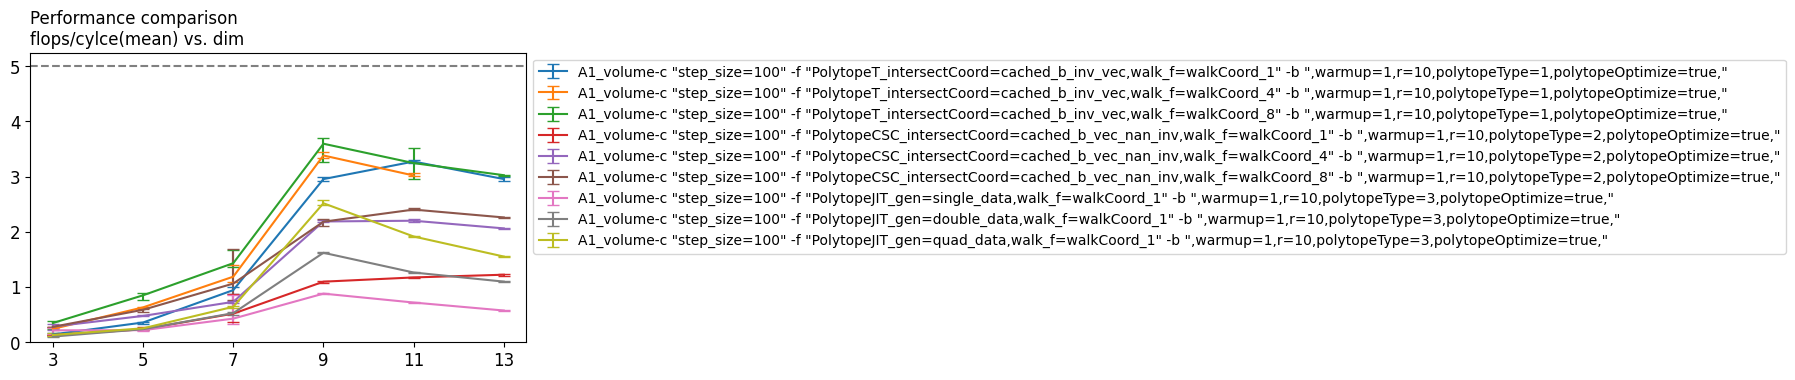 Performance comparison
flops/cylce(mean) vs. dim
5
4
3
2
1
0
3 5 7 9 11 13
A1_volume-c "step_size=100" -f "PolytopeT_intersectCoord=cached_b_inv_vec,walk_f=walkCoord_1" -b ",warmup=1,r=10,polytopeType=1,polytopeOptimize=true,"
A1_volume-c "step_size=100" -f "PolytopeT_intersectCoord=cached_b_inv_vec,walk_f=walkCoord_4" -b ",warmup=1,r=10,polytopeType=1,polytopeOptimize=true,"
A1_volume-c "step_size=100" -f "PolytopeT_intersectCoord=cached_b_inv_vec,walk_f=walkCoord_8" -b ",warmup=1,r=10,polytopeType=1,polytopeOptimize=true,"
A1_volume-c "step_size=100" -f "PolytopeCSC_intersectCoord=cached_b_vec_nan_inv,walk_f=walkCoord_1" -b ",warmup=1,r=10,polytopeType=2,polytopeOptimize=true,"
A1_volume-c "step_size=100" -f "PolytopeCSC_intersectCoord=cached_b_vec_nan_inv,walk_f=walkCoord_4" -b ",warmup=1,r=10,polytopeType=2,polytopeOptimize=true,"
A1_volume-c "step_size=100" -f "PolytopeCSC_intersectCoord=cached_b_vec_nan_inv,walk_f=walkCoord_8" -b ",warmup=1,r=10,polytopeType=2,polytopeOptimize=true,"
A1_volume-c "step_size=100" -f "PolytopeJIT_gen=single_data,walk_f=walkCoord_1" -b ",warmup=1,r=10,polytopeType=3,polytopeOptimize=true,"
A1_volume-c "step_size=100" -f "PolytopeJIT_gen=double_data,walk_f=walkCoord_1" -b ",warmup=1,r=10,polytopeType=3,polytopeOptimize=true,"
A1_volume-c "step_size=100" -f "PolytopeJIT_gen=quad_data,walk_f=walkCoord_1" -b ",warmup=1,r=10,polytopeType=3,polytopeOptimize=true,"